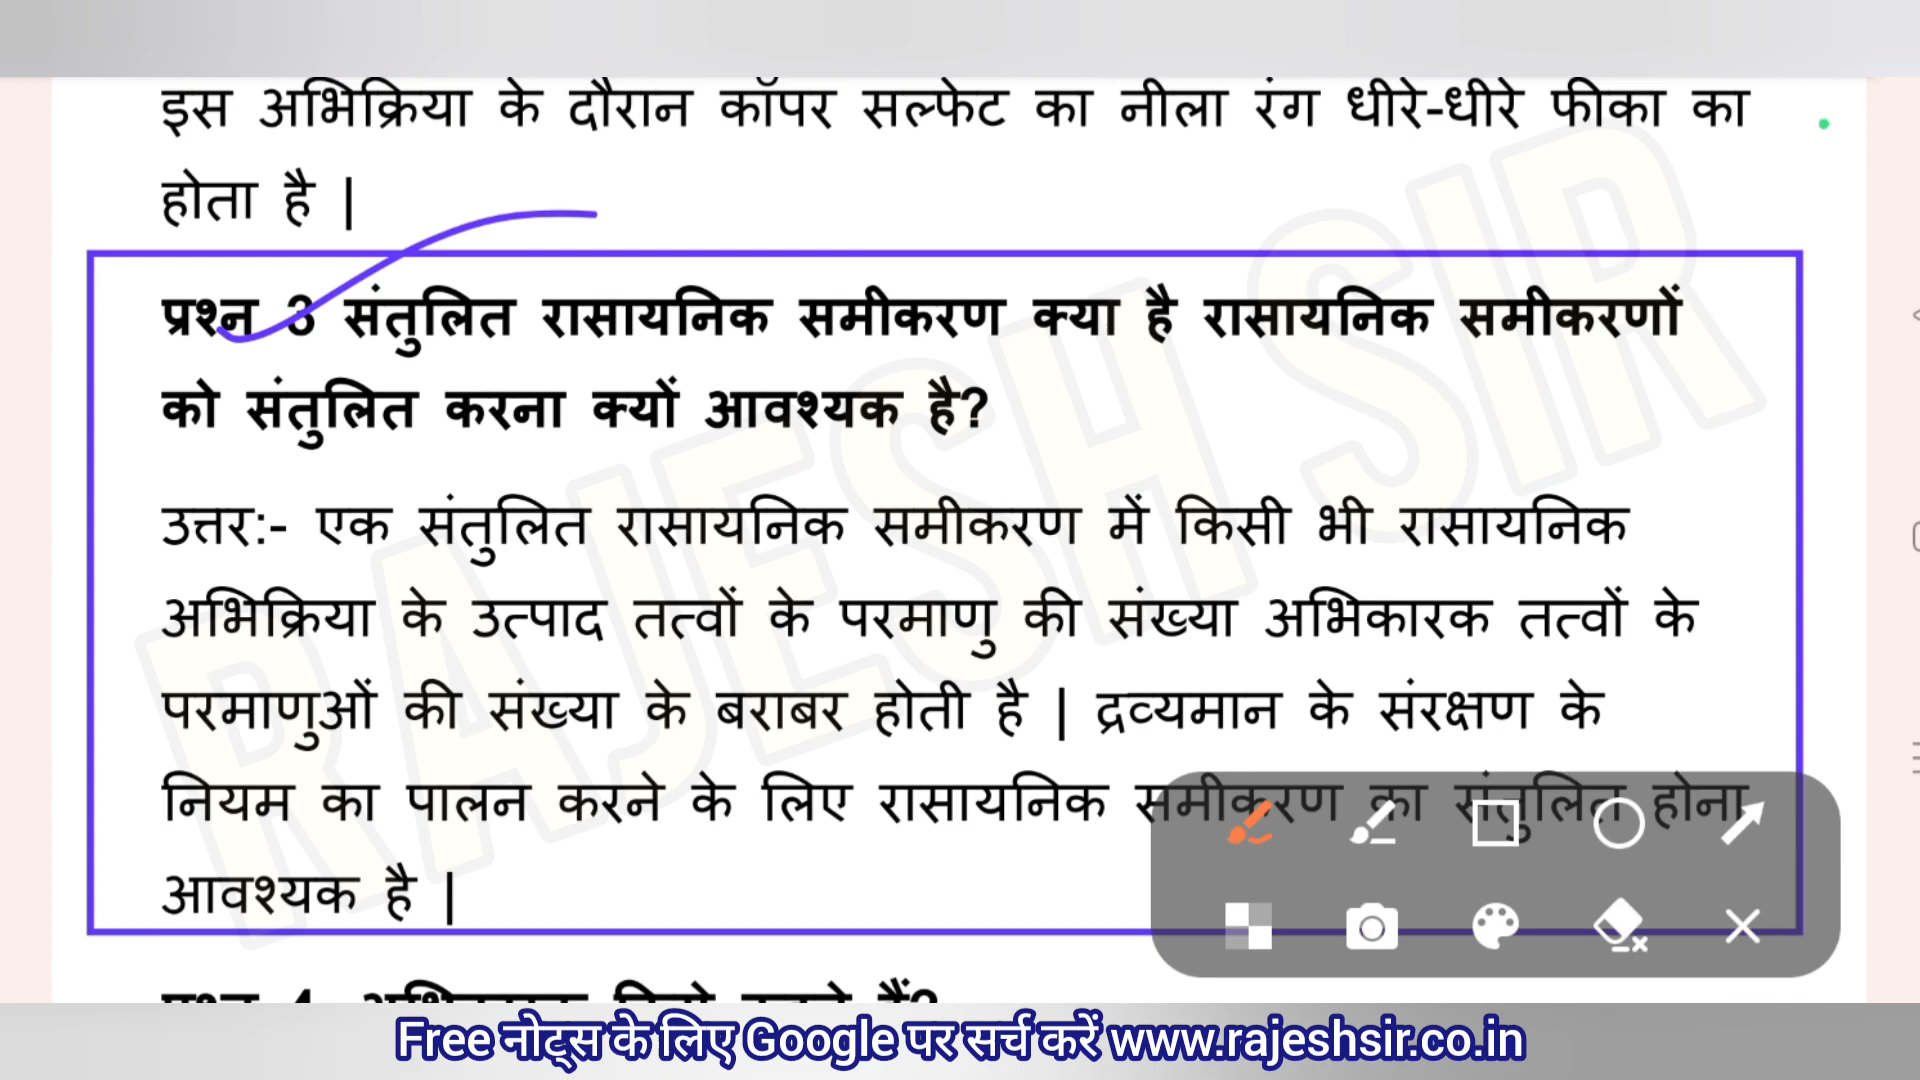 इस अभिक्रिया के दौरान कॉपर सल्फेट का नीला रंग धीरे-धीरे फीका का
होता है |
प्रश्न 3 संतुलित रासायनिक समीकरण क्या है रासायनिक समीकरणों
को संतुलित करना क्यों आवश्यक है?
उत्तर:- एक संतुलित रासायनिक समीकरण में किसी भी रासायनिक
अभिक्रिया के उत्पाद तत्वों के परमाणु की संख्या अभिकारक तत्वों के
परमाणुओं की संख्या के बराबर होती है | द्रव्यमान के संरक्षण के
नियम का पालन करने के लिए रासायनिक समीकरण का संतुलित होना
आवश्यक है |
RAJESH SIR
Free नोट्स के लिए Google पर सर्च करें www.rajeshsir.co.in